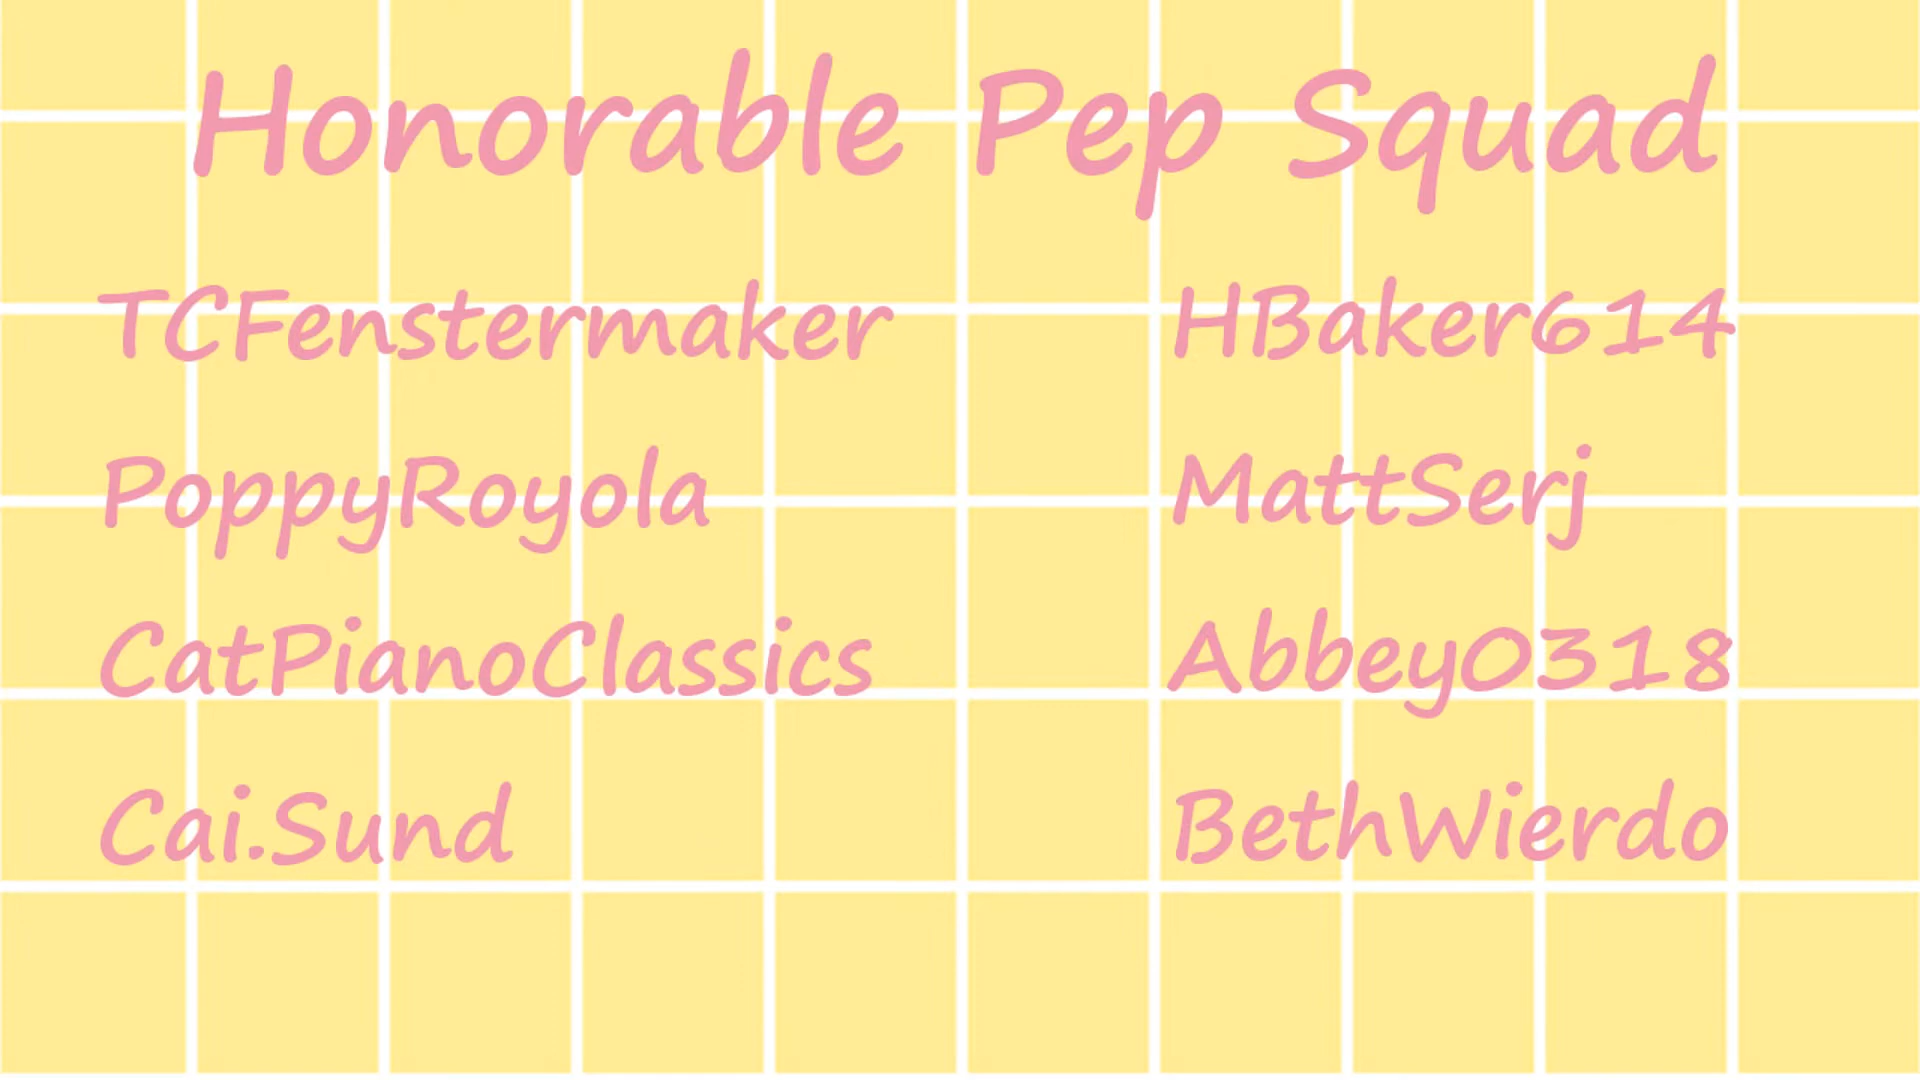 Honorable Pep Squad
TCFenstermaker
HBaker614
PoppyRoyola
MattSerj
CatPianoClassics
Abbey0318
Cai.Sund
BethWierdo